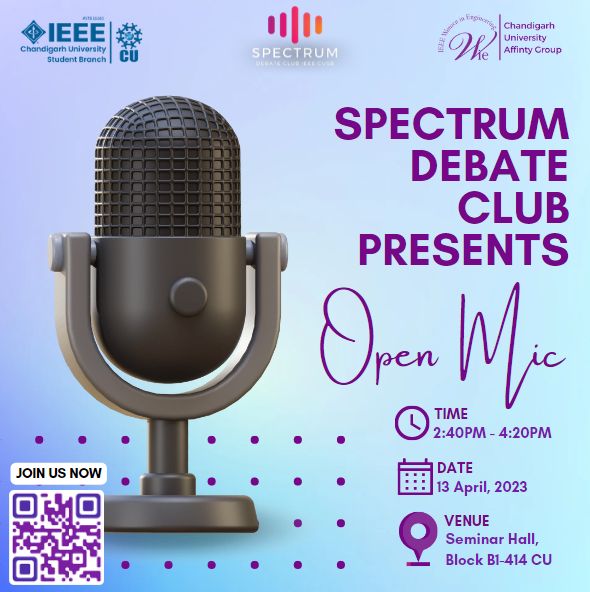 IEEE
Chandigarh University
Student Branch
CU
SPECTRUM
DEBATE CLUB IEEE CUSB
IEEE Women in Engineering
Wie
Chandigarh
University
Affinty Group
SPECTRUM
DEBATE
CLUB
PRESENTS
Open Mic
TIME
2:40PM - 4:20PM
DATE
13 April, 2023
VENUE
Seminar Hall,
Block B1-414 CU
JOIN US NOW